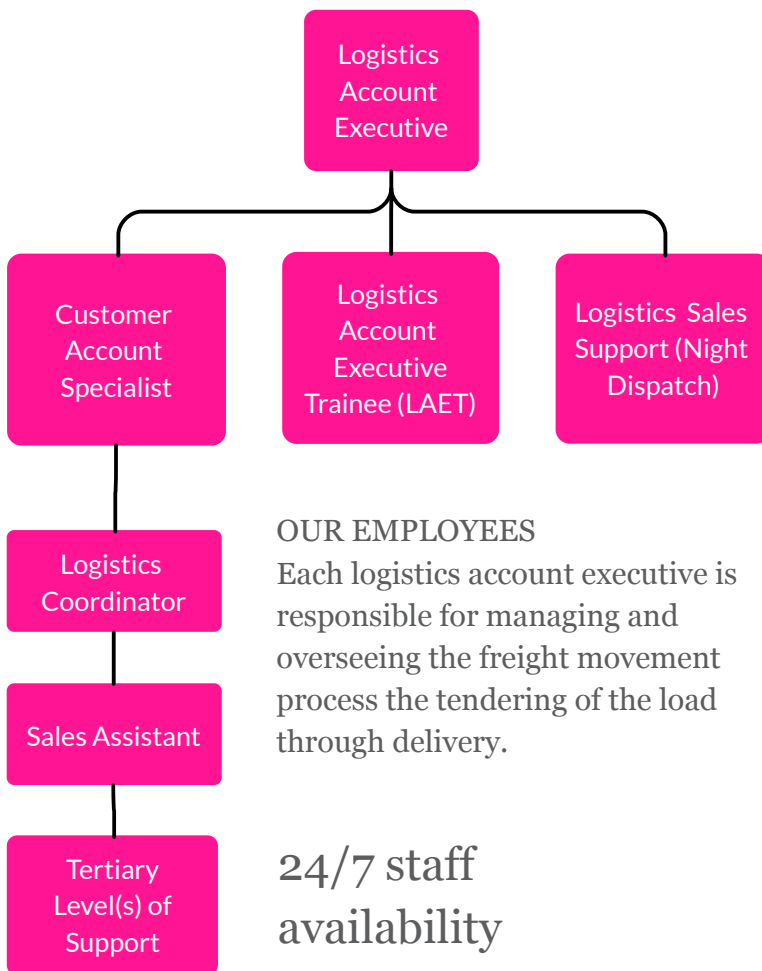 Logistics
Account
Executive
Customer
Account
Specialist
Logistics
Account
Executive
Trainee (LAET)
Logistics Sales
Support (Night
Dispatch)
Logistics
Coordinator
Sales Assistant
Tertiary
Level(s) of
Support
OUR EMPLOYEES
Each logistics account executive is
responsible for managing and
overseeing the freight movement
process the tendering of the load
through delivery.
24/7 staff
availability